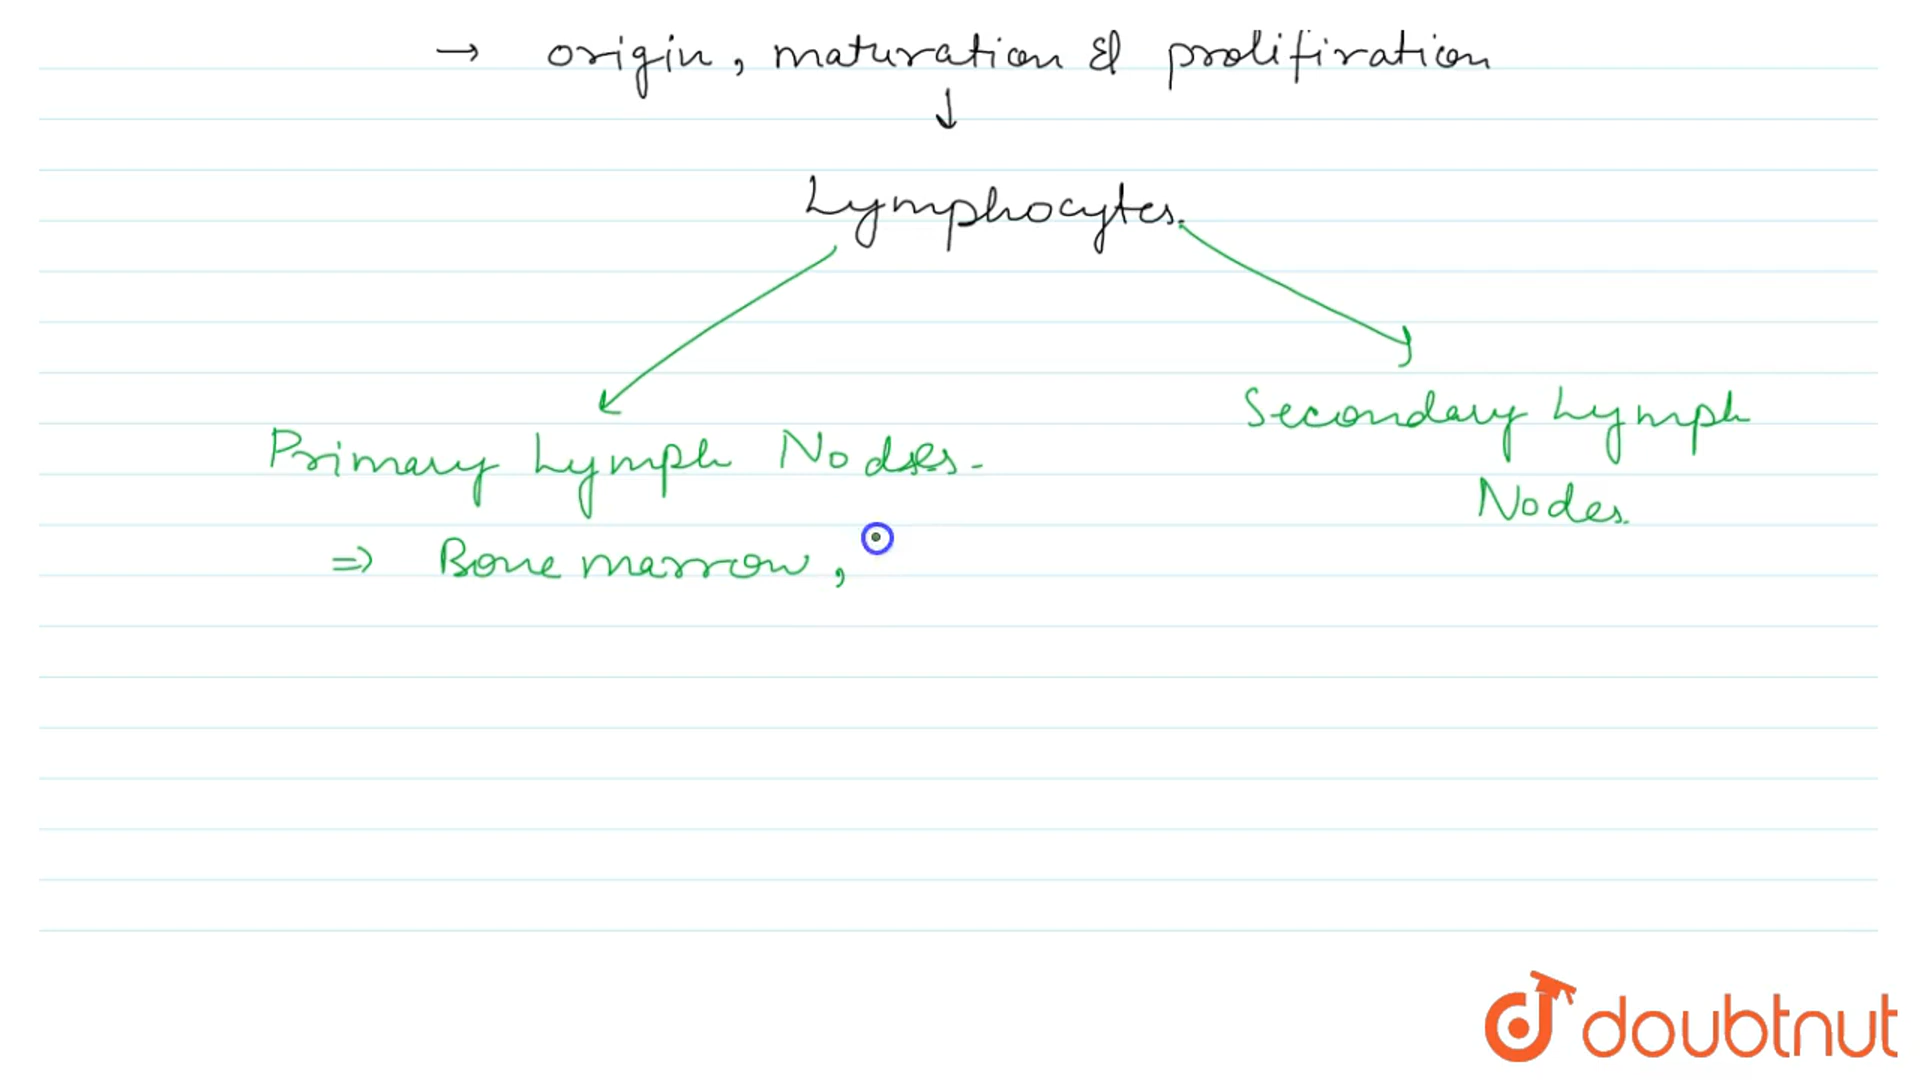 → origin, maturation & prolifiration
↓
Lymphocytes.
Primary Lymph Nodes.
Secondary Lymph
Nodes.
⇒ Bone marrow,
doubtnut